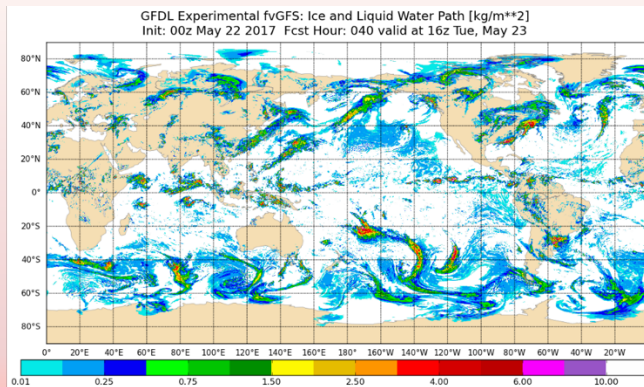 GFDL Experimental fvGFS: Ice and Liquid Water Path [kg/m**2]
Init: 00z May 22 2017 Fcst Hour: 040 valid at 16z Tue, May 23
80°N
60°N
40°N
20°N
0°
20°S
40°S
60°S
80°S
0° 20°E 40°E 60°E 80°E 100°E 120°E 140°E 160°E 180° 160°W 140°W 120°W 100°W 80°W 60°W 40°W 20°W
0.01 0.25 0.75 1.50 2.50 4.00 6.00 10.00